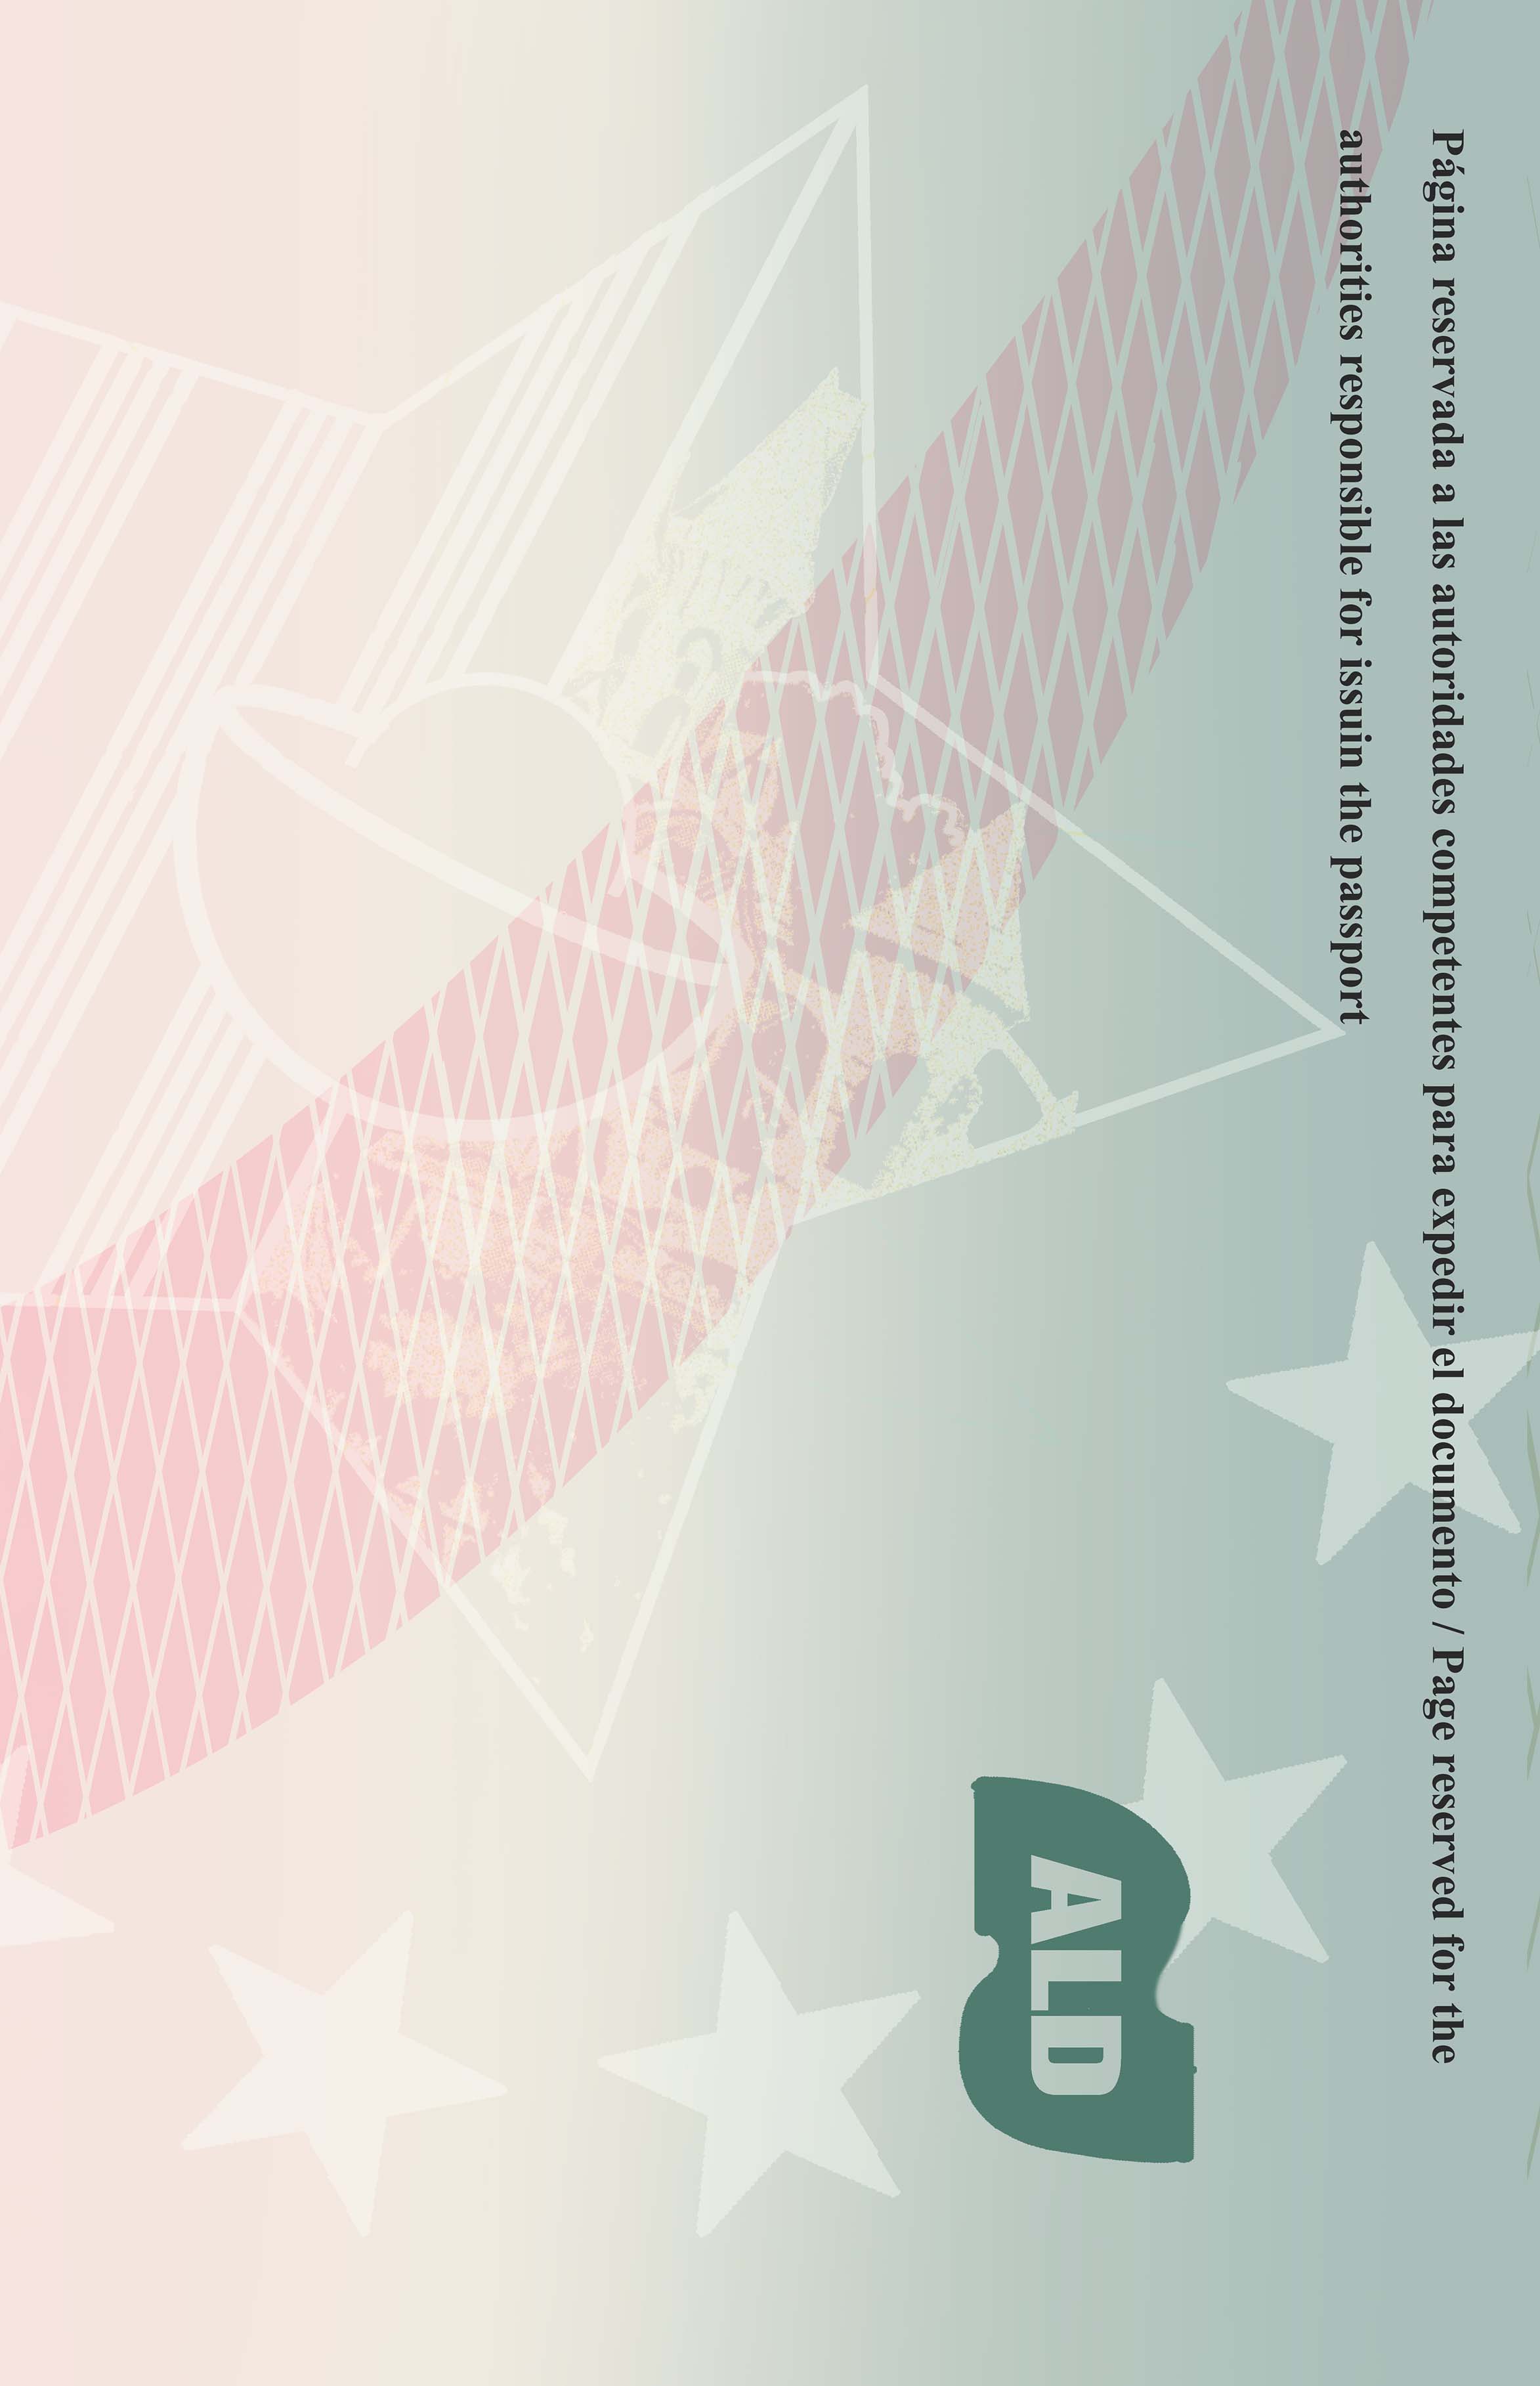 Página reservada a las autoridades competentes para expedir el documento / Page reserved for the
authorities responsible for issuin the passport
ALD